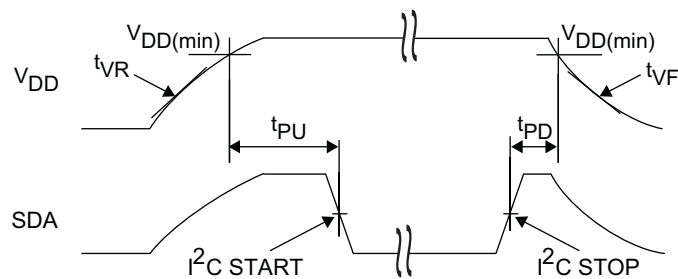 VDD(min)
VDD(min)
tVR
tVF
VDD
tPU
tPD
SDA
I2C START
I2C STOP